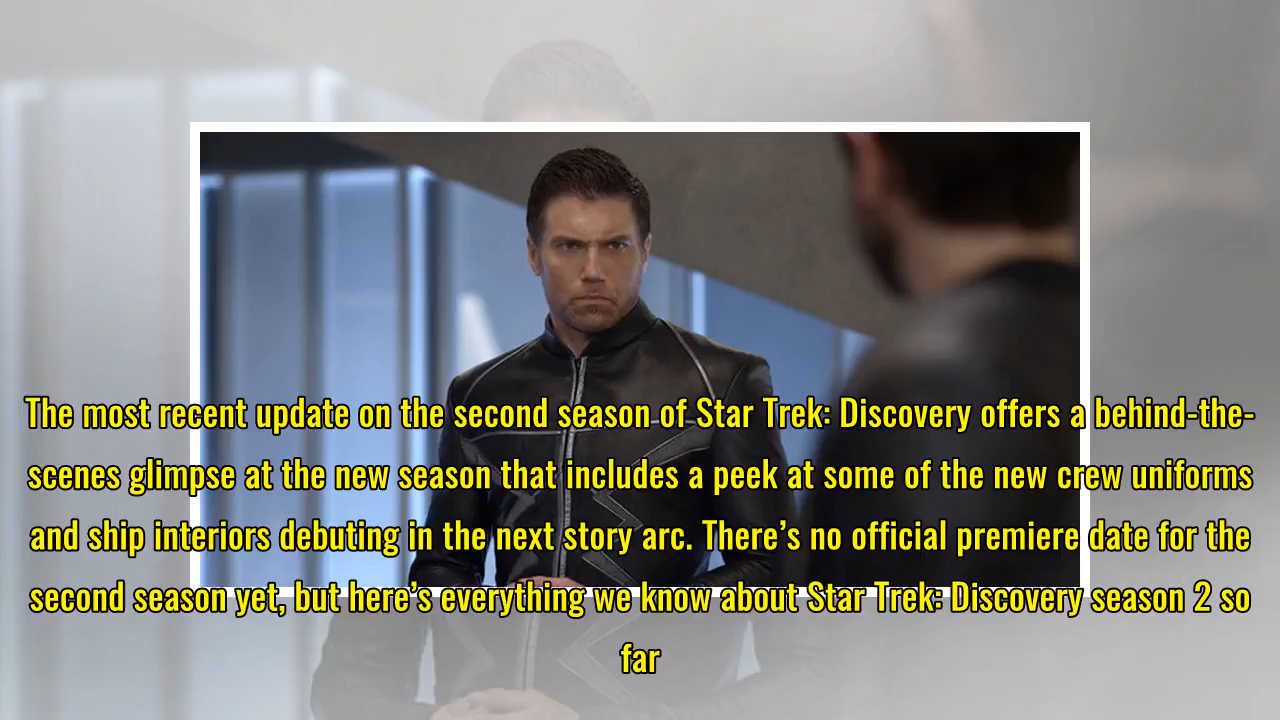 The most recent update on the second season of Star Trek: Discovery offers a behind-the-
scenes glimpse at the new season that includes a peek at some of the new crew uniforms
and ship interiors debuting in the next story arc. There’s no official premiere date for the
second season yet, but here’s everything we know about Star Trek: Discovery season 2 so
far